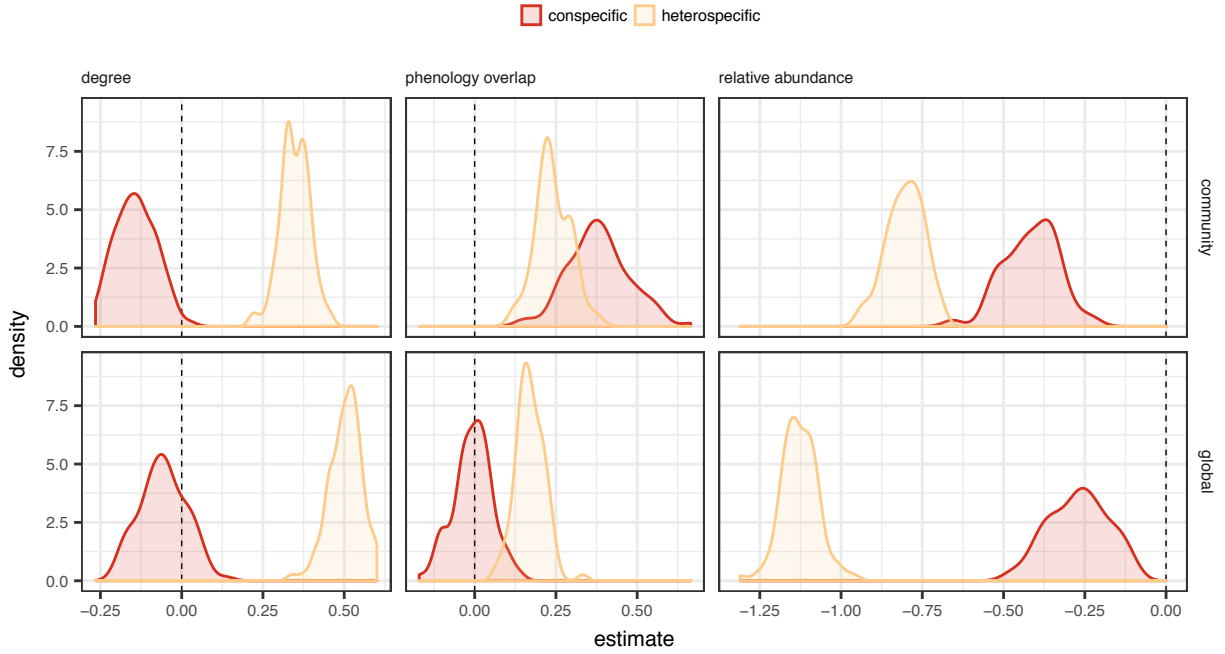 conspecific heterospecific
degree phenology overlap relative abundance
7.5
5.0
2.5
0.0
community
density
7.5
5.0
2.5
0.0
global
−0.25 0.00 0.25 0.50 0.00 0.25 0.50 −1.25 −1.00 −0.75 −0.50 −0.25 0.00
estimate